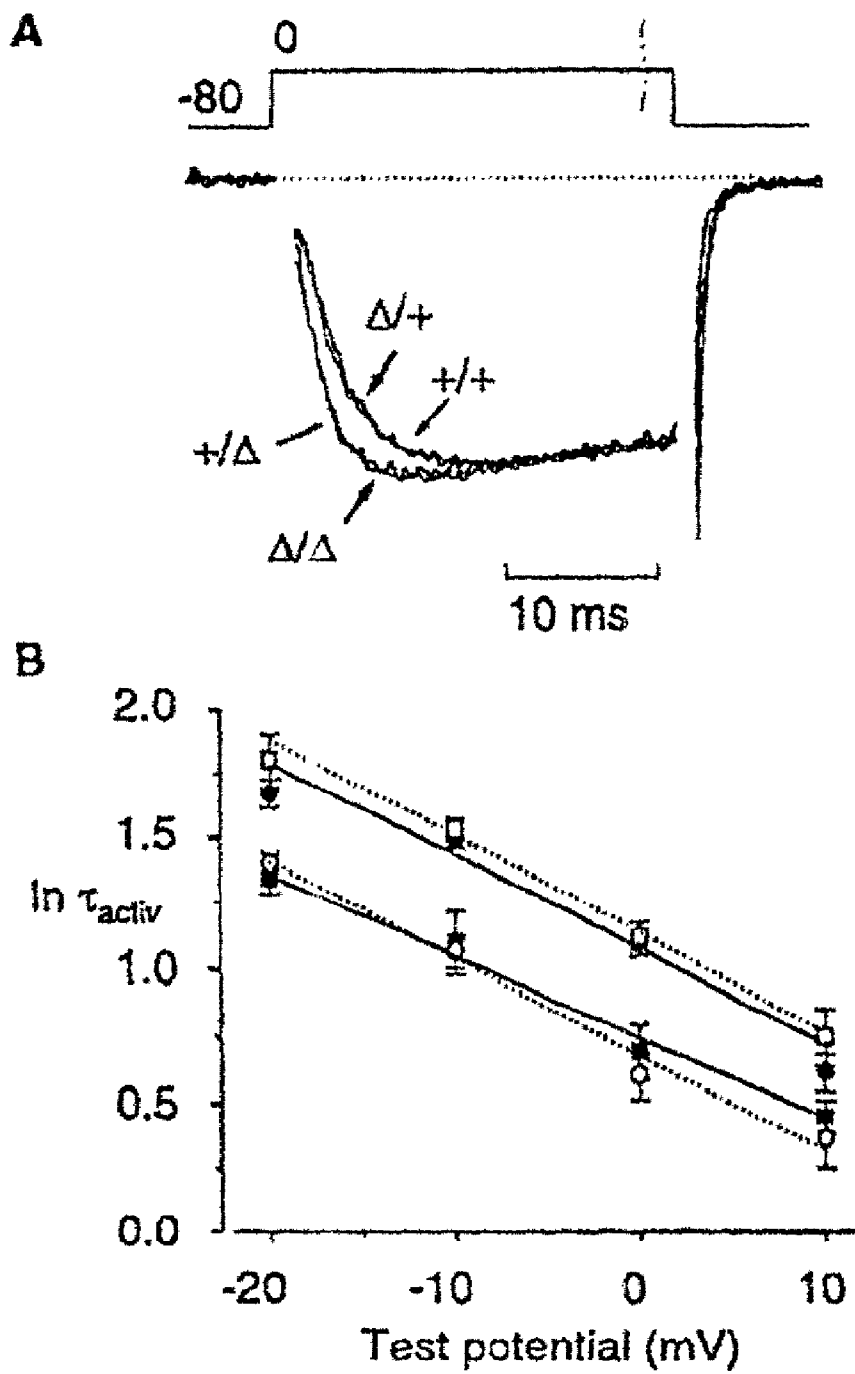 A
0
-80
Δ/+
+/+
+/Δ
Δ/Δ
10 ms
B
2.0
1.5
ln τactiv
1.0
0.5
0.0
-20 -10 0 10
Test potential (mV)